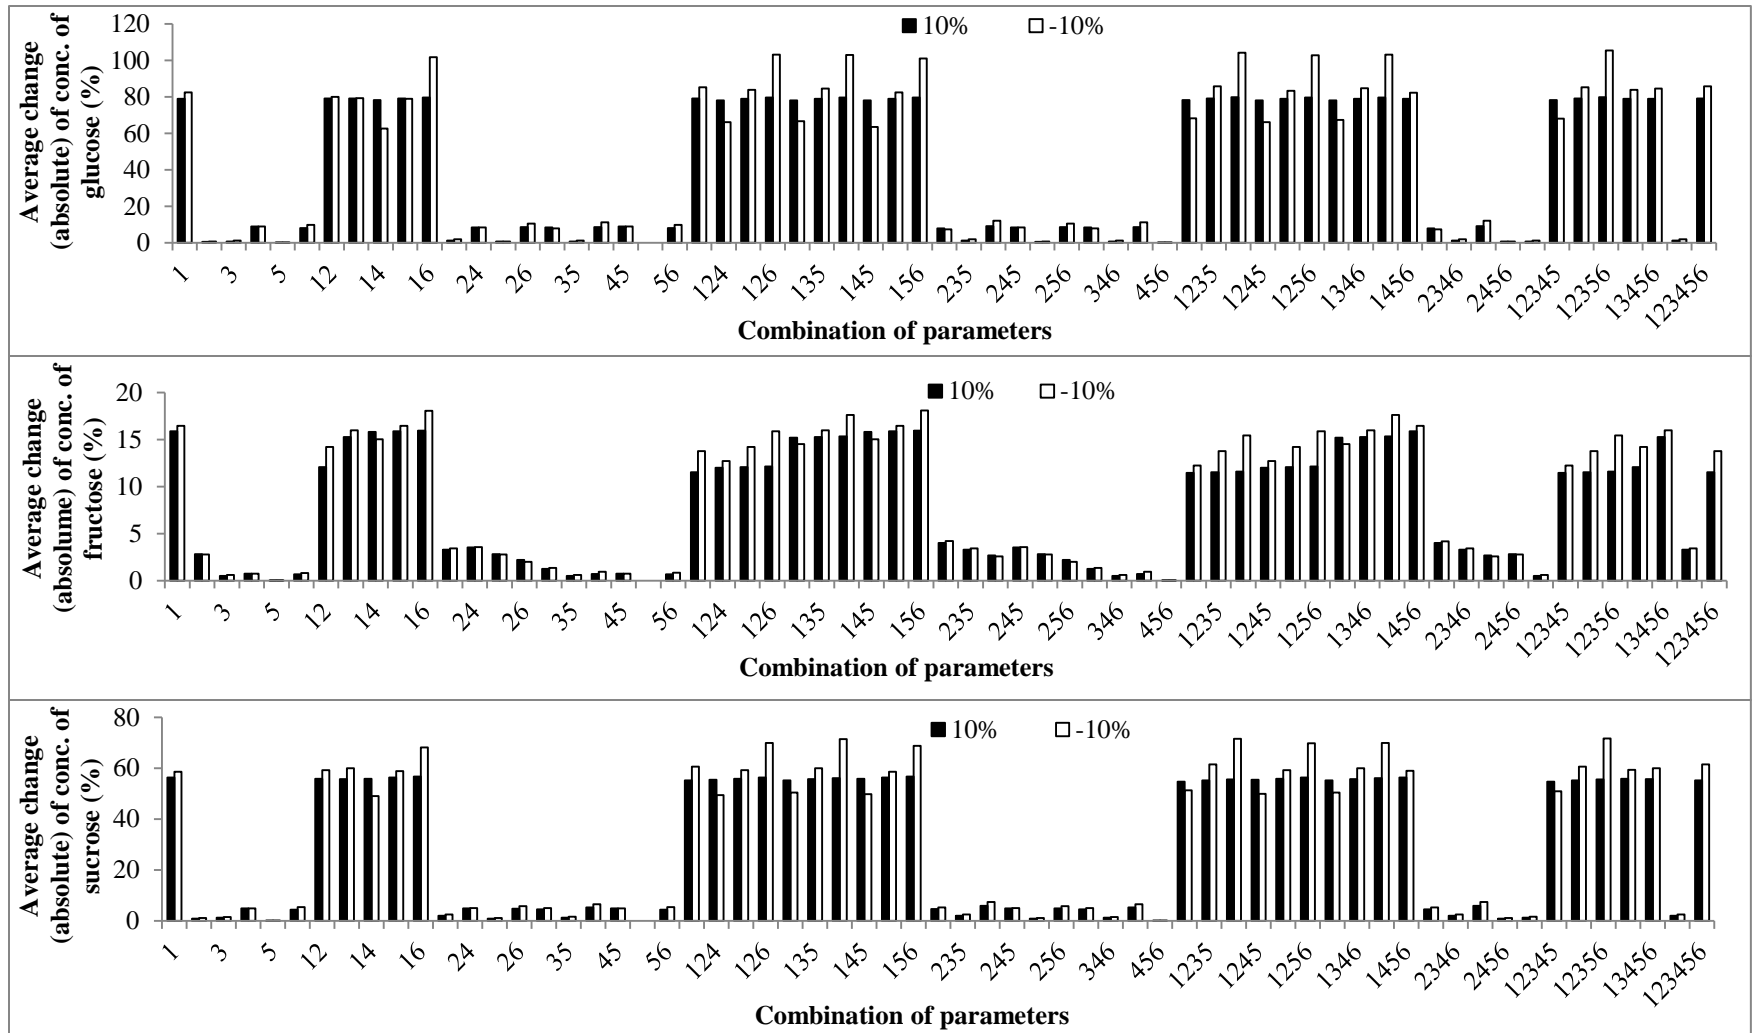 Average change
(absolute) of conc. of
glucose (%)
120
100
80
60
40
20
0
10% -10%
1 3 5 12 14 16 24 26 35 45 56 124 126 135 145 156 235 245 256 346 456 1235 1245 1256 1346 1456 2346 2456 12345 12356 13456 123456
Combination of parameters
Average change
(absolume) of conc. of
fructose (%)
20
15
10
5
0
10% -10%
1 3 5 12 14 16 24 26 35 45 56 124 126 135 145 156 235 245 256 346 456 1235 1245 1256 1346 1456 2346 2456 12345 12356 13456 123456
Combination of parameters
Average change
(absolute) of conc. of
sucrose (%)
80
60
40
20
0
10% -10%
1 3 5 12 14 16 24 26 35 45 56 124 126 135 145 156 235 245 256 346 456 1235 1245 1256 1346 1456 2346 2456 12345 12356 13456 123456
Combination of parameters